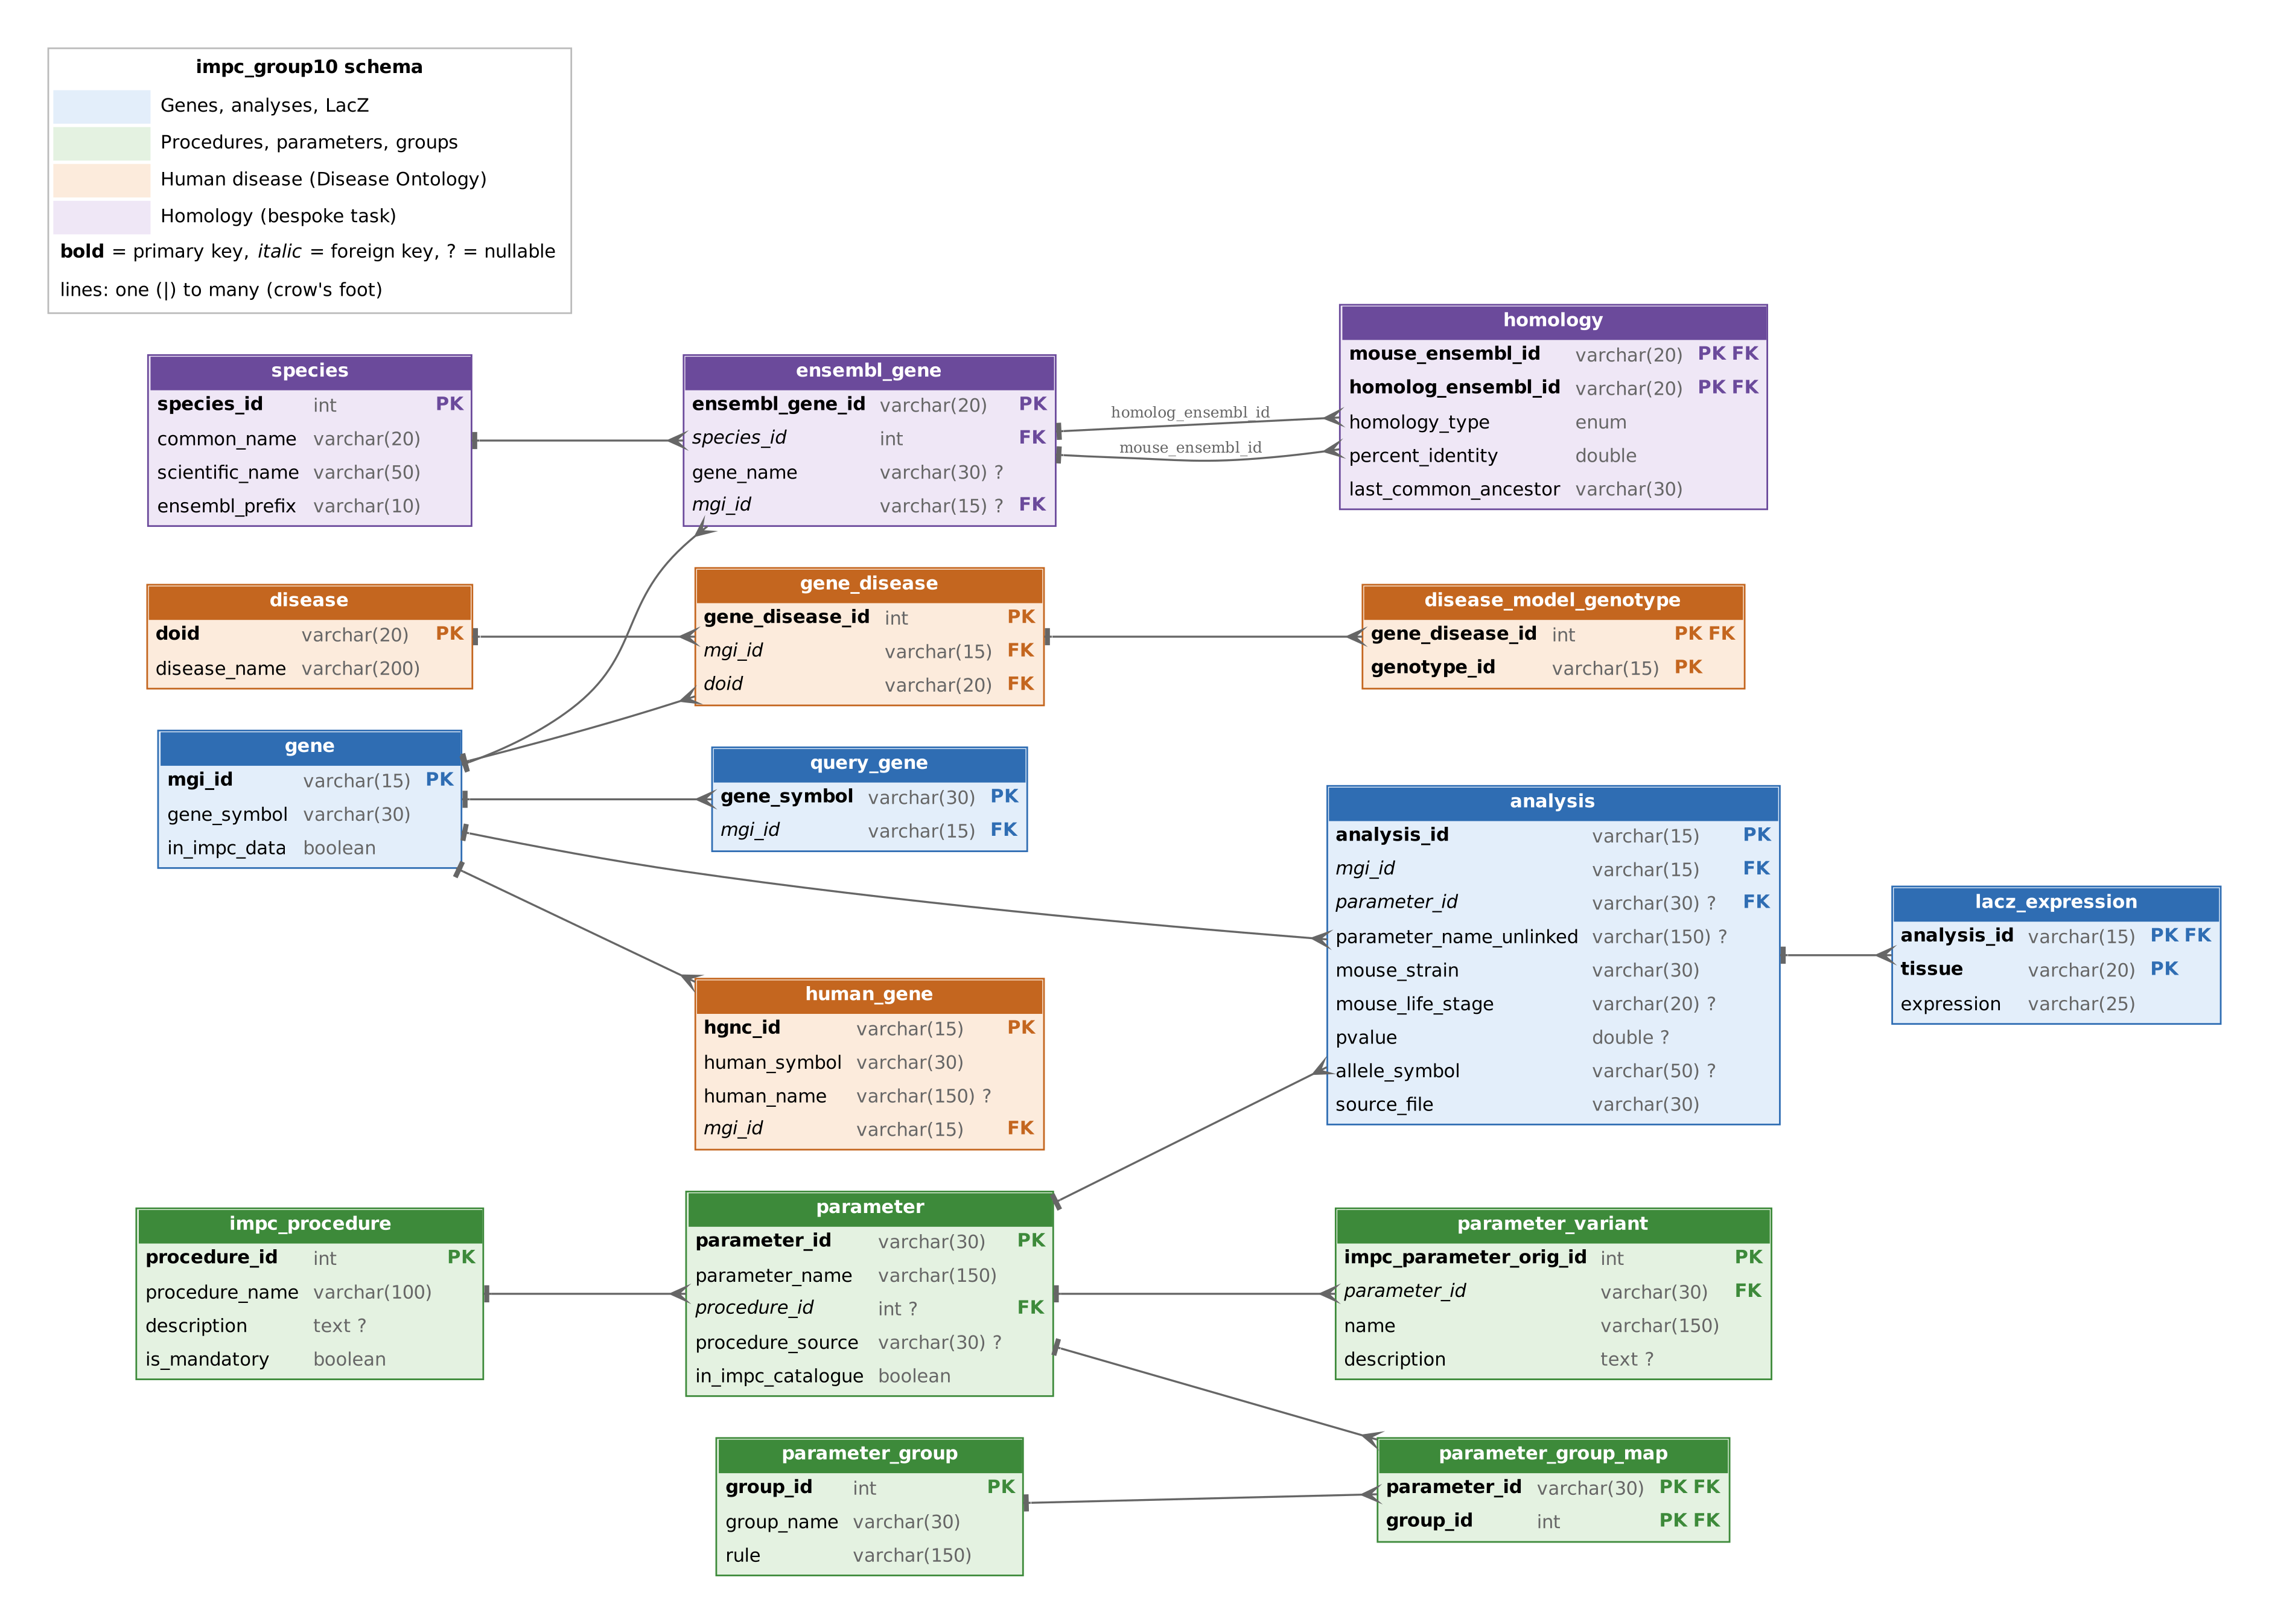 impc_group10 schema
Genes, analyses, LacZ
Procedures, parameters, groups
Human disease (Disease Ontology)
Homology (bespoke task)
bold = primary key, italic = foreign key, ? = nullable
lines: one (|) to many (crow's foot)
species
species_id int PK
common_name varchar(20)
scientific_name varchar(50)
ensembl_prefix varchar(10)
ensembl_gene
ensembl_gene_id varchar(20) PK
species_id int FK
gene_name varchar(30) ?
mgi_id varchar(15) ? FK
homolog_ensembl_id
mouse_ensembl_id
homology
mouse_ensembl_id varchar(20) PK FK
homolog_ensembl_id varchar(20) PK FK
homology_type enum
percent_identity double
last_common_ancestor varchar(30)
disease
doid varchar(20) PK
disease_name varchar(200)
gene_disease
gene_disease_id int PK
mgi_id varchar(15) FK
doid varchar(20) FK
disease_model_genotype
gene_disease_id int PK FK
genotype_id varchar(15) PK
gene
mgi_id varchar(15) PK
gene_symbol varchar(30)
in_impc_data boolean
query_gene
gene_symbol varchar(30) PK
mgi_id varchar(15) FK
analysis
analysis_id varchar(15) PK
mgi_id varchar(15) FK
parameter_id varchar(30) ? FK
parameter_name_unlinked varchar(150) ?
mouse_strain varchar(30)
mouse_life_stage varchar(20) ?
pvalue double ?
allele_symbol varchar(50) ?
source_file varchar(30)
lacz_expression
analysis_id varchar(15) PK FK
tissue varchar(20) PK
expression varchar(25)
human_gene
hgnc_id varchar(15) PK
human_symbol varchar(30)
human_name varchar(150) ?
mgi_id varchar(15) FK
impc_procedure
procedure_id int PK
procedure_name varchar(100)
description text ?
is_mandatory boolean
parameter
parameter_id varchar(30) PK
parameter_name varchar(150)
procedure_id int ? FK
procedure_source varchar(30) ?
in_impc_catalogue boolean
parameter_variant
impc_parameter_orig_id int PK
parameter_id varchar(30) FK
name varchar(150)
description text ?
parameter_group
group_id int PK
group_name varchar(30)
rule varchar(150)
parameter_group_map
parameter_id varchar(30) PK FK
group_id int PK FK